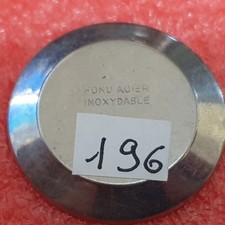 FOND ACIER
INOXYDABLE
196